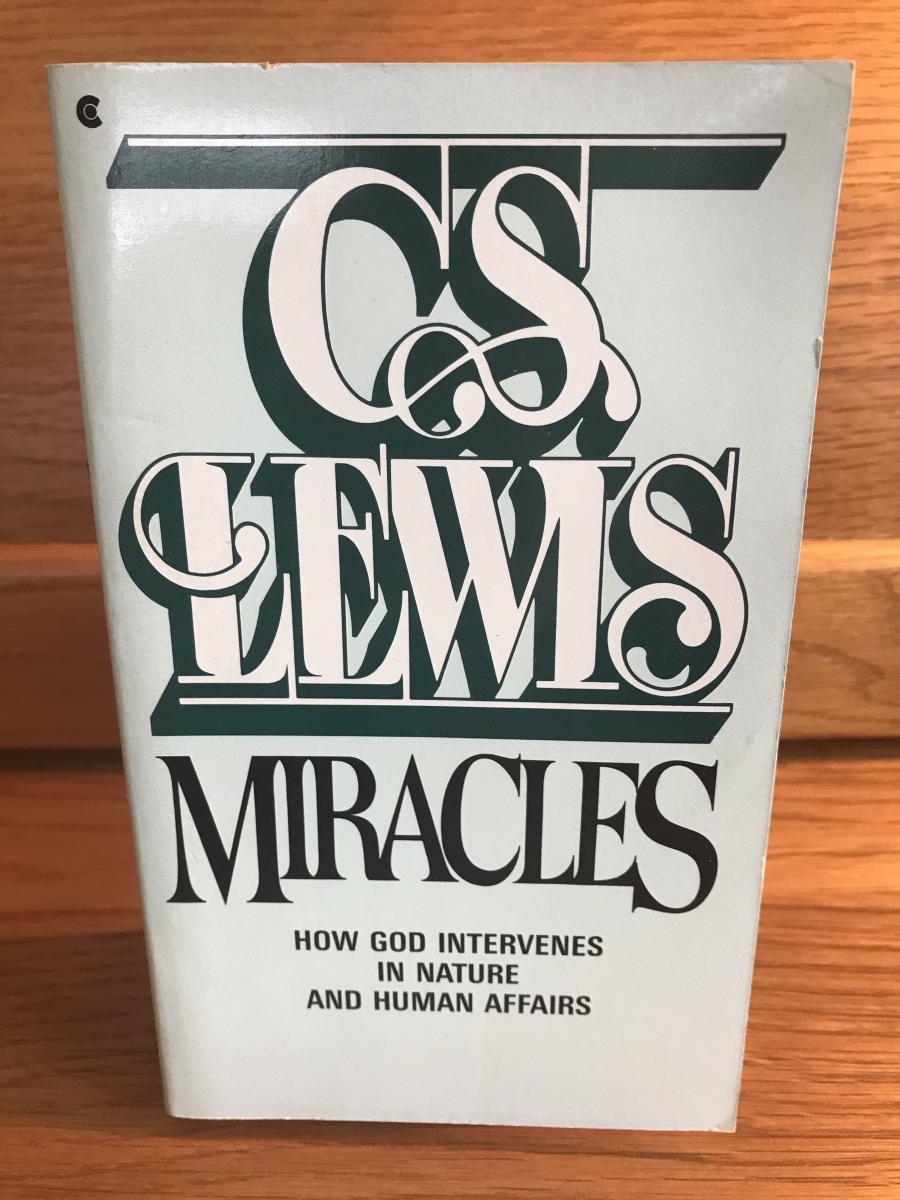 C
C.S.
LEWIS
MIRACLES
HOW GOD INTERVENES
IN NATURE
AND HUMAN AFFAIRS